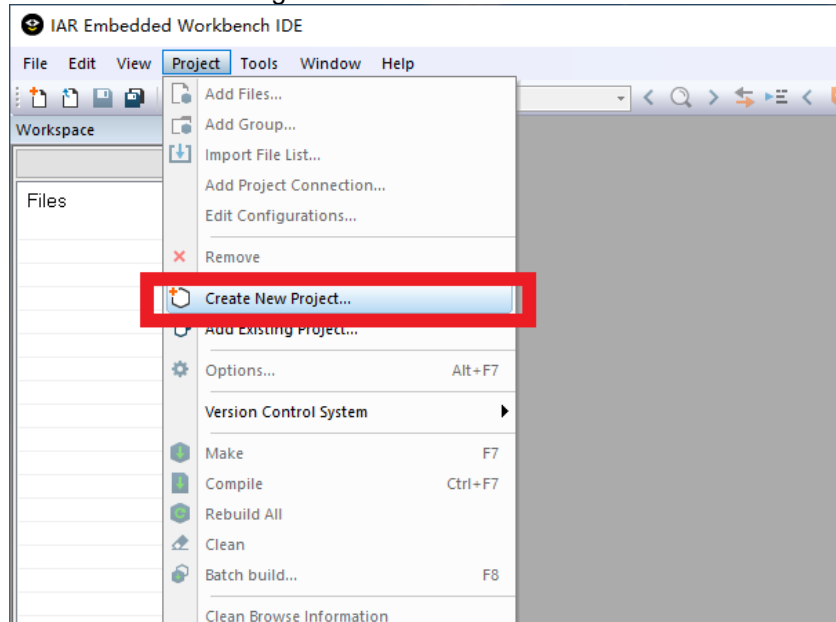 IAR Embedded Workbench IDE
File Edit View Project Tools Window Help
Workspace
Files
Add Files...
Add Group...
Import File List...
Add Project Connection...
Edit Configurations...
Remove
Create New Project...
Add Existing Project...
Options... Alt+F7
Version Control System
Make F7
Compile Ctrl+F7
Rebuild All
Clean
Batch build... F8
Clean Browse Information